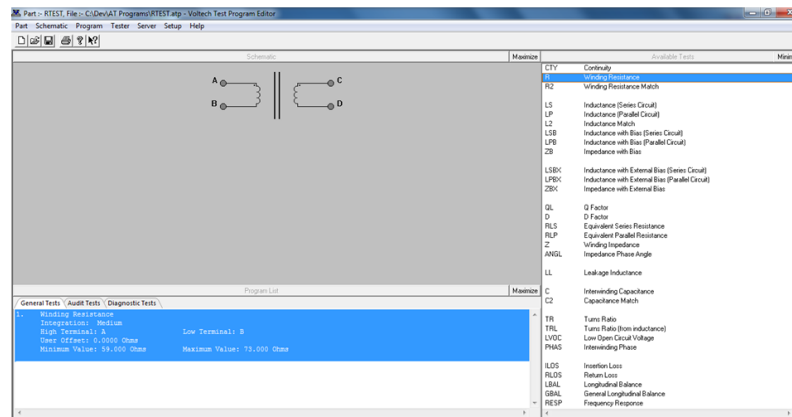 Part :- RTEST, File :- C:\Dev\AT Programs\RTEST.atp - Voltech Test Program Editor
Part Schematic Program Tester Server Setup Help
Schematic Maximize
A C
B D
Program List Maximize
General Tests Audit Tests Diagnostic Tests
1. Winding Resistance
Integration: Medium
High Terminal: A Low Terminal: B
User Offset: 0.0000 Ohms
Minimum Value: 59.000 Ohms Maximum Value: 73.000 Ohms
Available Tests Minim
CTY Continuity
R Winding Resistance
R2 Winding Resistance Match
LS Inductance (Series Circuit)
LP Inductance (Parallel Circuit)
L2 Inductance Match
LSB Inductance with Bias (Series Circuit)
LPB Inductance with Bias (Parallel Circuit)
ZB Impedance with Bias
LSBX Inductance with External Bias (Series Circuit)
LPBX Inductance with External Bias (Parallel Circuit)
ZBX Impedance with External Bias
QL Q Factor
D D Factor
RLS Equivalent Series Resistance
RLP Equivalent Parallel Resistance
Z Winding Impedance
ANGL Impedance Phase Angle
LL Leakage Inductance
C Interwinding Capacitance
C2 Capacitance Match
TR Turns Ratio
TRL Turns Ratio (from inductance)
LVOC Low Open Circuit Voltage
PHAS Interwinding Phase
ILOS Insertion Loss
RLOS Return Loss
LBAL Longitudinal Balance
GBAL General Longitudinal Balance
RESP Frequency Response